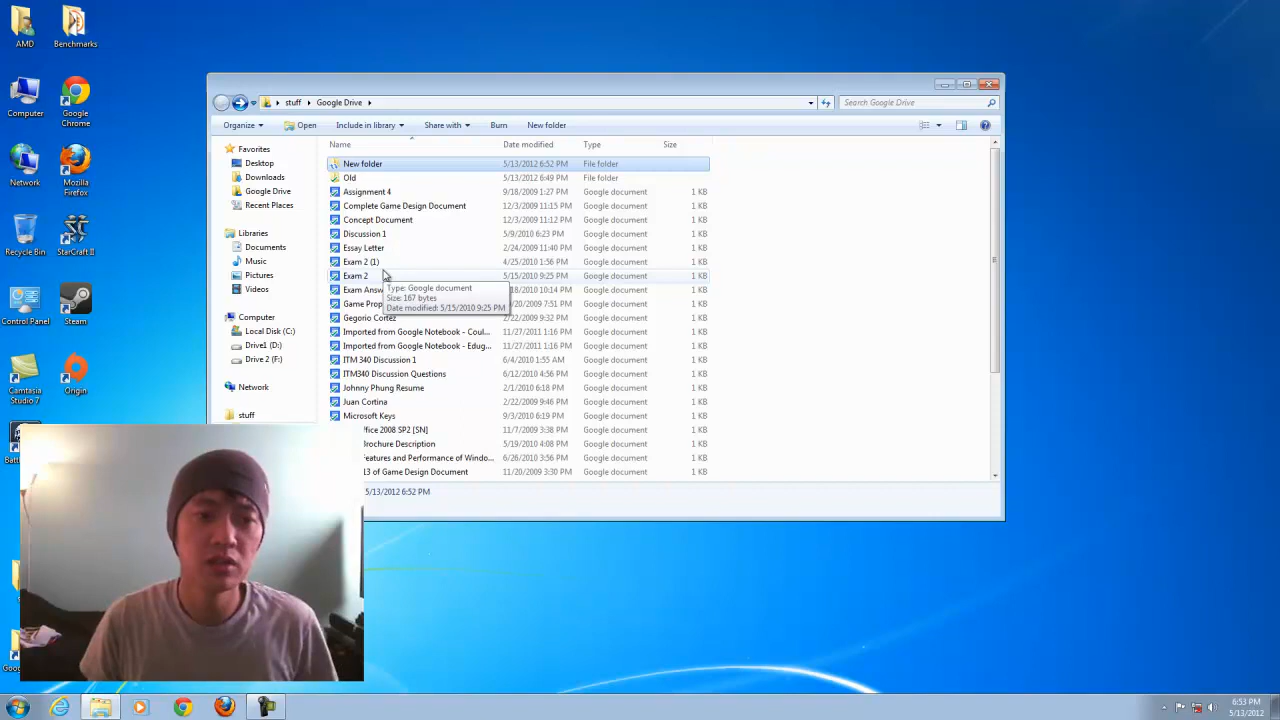 AMD
Benchmarks
Computer
Google Chrome
Network
Mozilla Firefox
Recycle Bin
StarCraft II
Control Panel
Steam
Camtasia Studio 7
Origin
stuff
Google Drive
Search Google Drive
Organize
Open
Include in library
Share with
Burn
New folder
Name
Date modified
Type
Size
Favorites
Desktop
Downloads
Google Drive
Recent Places
Libraries
Documents
Music
Pictures
Videos
Computer
Local Disk (C:)
Drive1 (D:)
Drive 2 (F:)
Network
stuff
New folder 5/13/2012 6:52 PM File folder
Old 5/13/2012 6:49 PM File folder
Assignment 4 9/18/2009 1:27 PM Google document 1 KB
Complete Game Design Document 12/3/2009 11:15 PM Google document 1 KB
Concept Document 12/3/2009 11:12 PM Google document 1 KB
Discussion 1 5/9/2010 6:23 PM Google document 1 KB
Essay Letter 2/24/2009 11:40 PM Google document 1 KB
Exam 2 (1) 4/25/2010 1:56 PM Google document 1 KB
Exam 2 5/15/2010 9:25 PM Google document 1 KB
Exam Answ 18/2010 10:14 PM Google document 1 KB
Game Prop 20/2009 7:51 PM Google document 1 KB
Gegorio Cortez 2/22/2009 9:32 PM Google document 1 KB
Imported from Google Notebook - Coul... 11/27/2011 1:16 PM Google document 1 KB
Imported from Google Notebook - Edug... 11/27/2011 1:16 PM Google document 1 KB
ITM 340 Discussion 1 6/4/2010 1:55 AM Google document 1 KB
ITM340 Discussion Questions 6/12/2010 4:56 PM Google document 1 KB
Johnny Phung Resume 2/1/2010 6:18 PM Google document 1 KB
Juan Cortina 2/22/2009 9:46 PM Google document 1 KB
Microsoft Keys 9/3/2010 6:19 PM Google document 1 KB
ffice 2008 SP2 [SN] 11/7/2009 3:38 PM Google document 1 KB
Brochure Description 5/19/2010 4:08 PM Google document 1 KB
Features and Performance of Windo... 6/26/2010 3:56 PM Google document 1 KB
13 of Game Design Document 11/20/2009 3:30 PM Google document 1 KB
Type: Google document
Size: 167 bytes
Date modified: 5/15/2010 9:25 PM
5/13/2012 6:52 PM
6:53 PM
5/13/2012